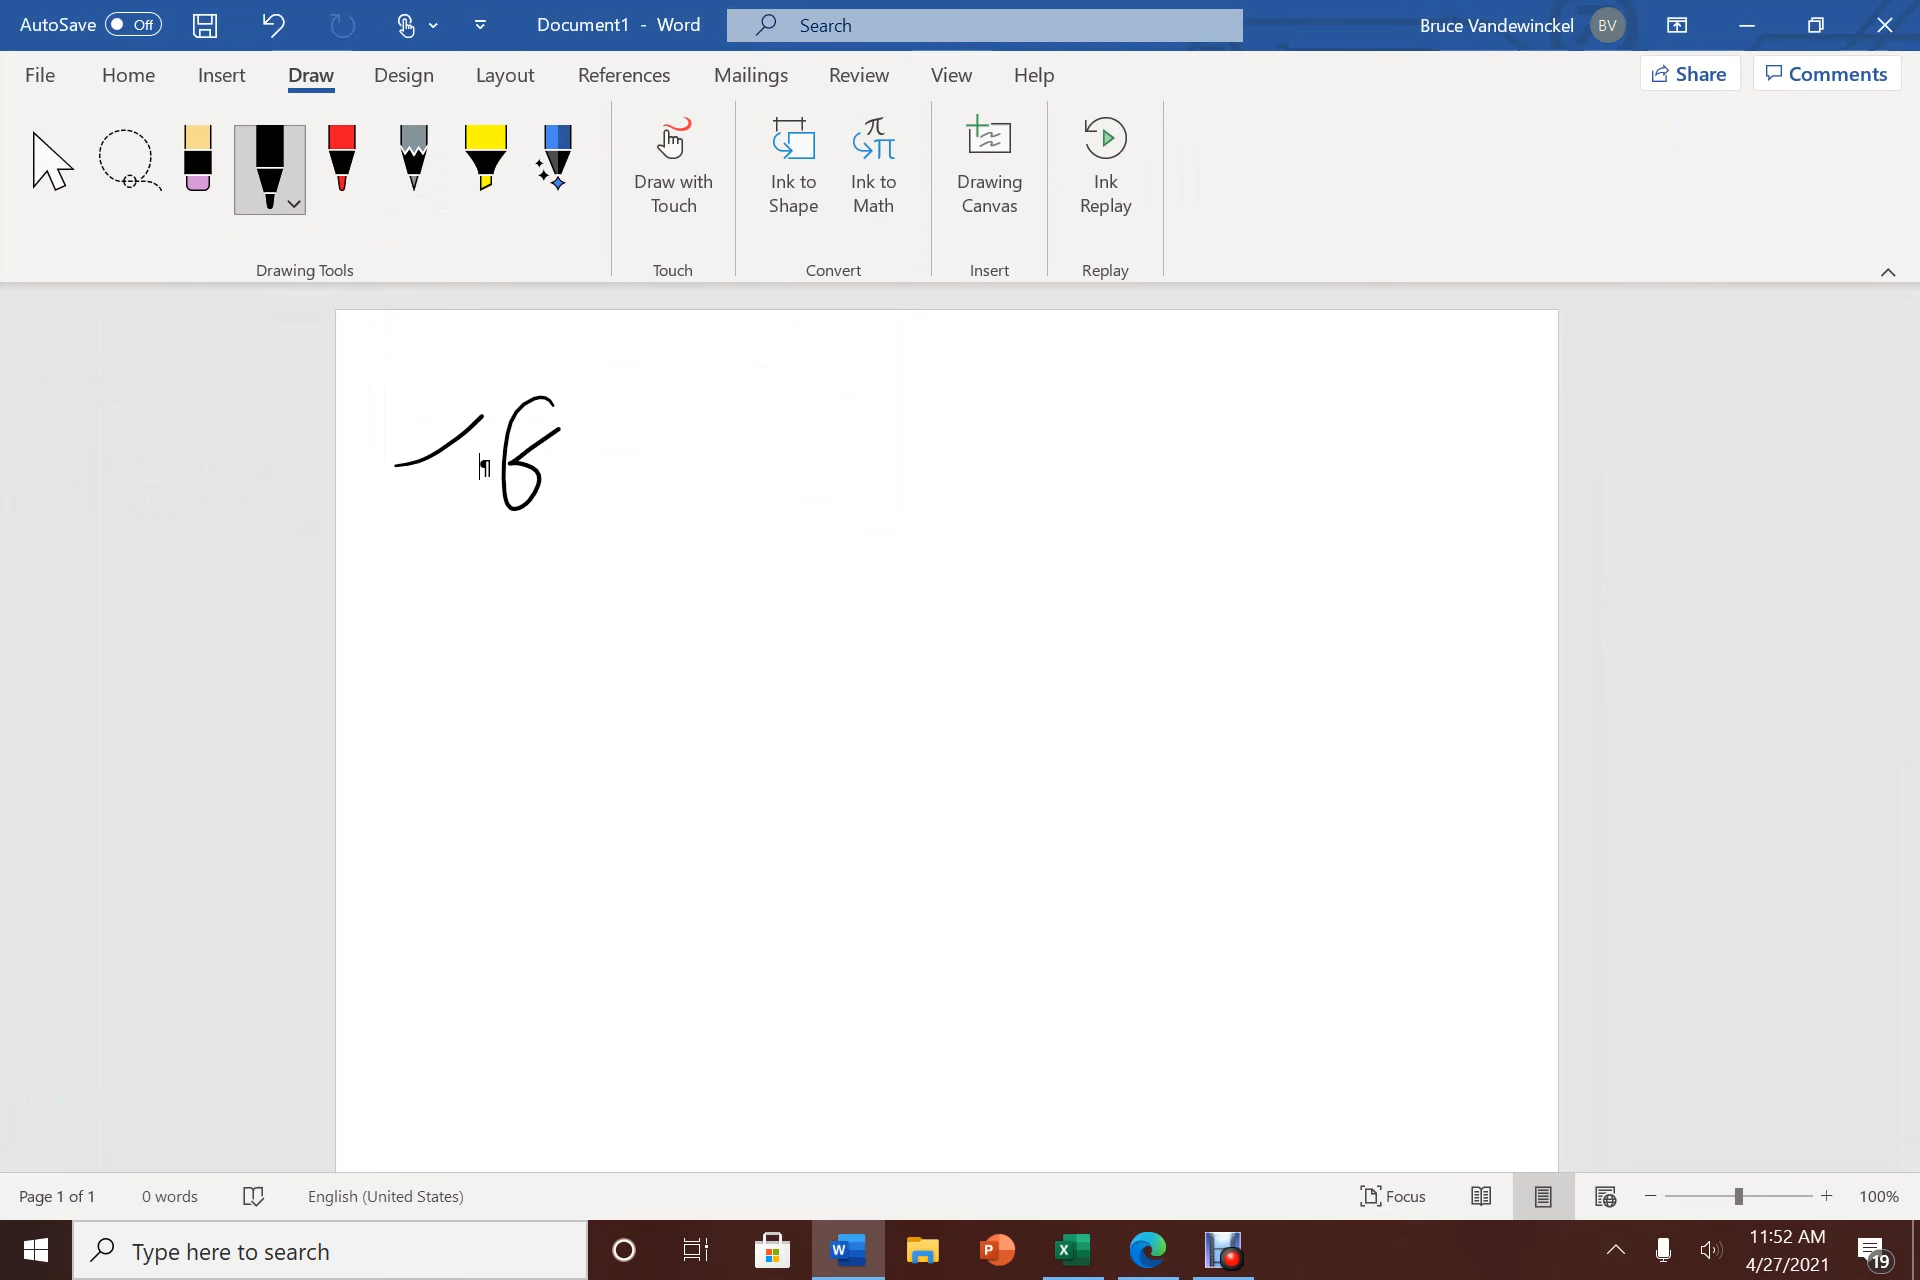 AutoSave Off Document1 - Word Search Bruce Vandewinckel BV
File Home Insert Draw Design Layout References Mailings Review View Help Share Comments
Draw with Touch
Ink to Shape
Ink to Math
Drawing Canvas
Ink Replay
Drawing Tools Touch Convert Insert Replay
¶
Page 1 of 1 0 words English (United States) Focus 100%
Type here to search 11:52 AM
4/27/2021 19